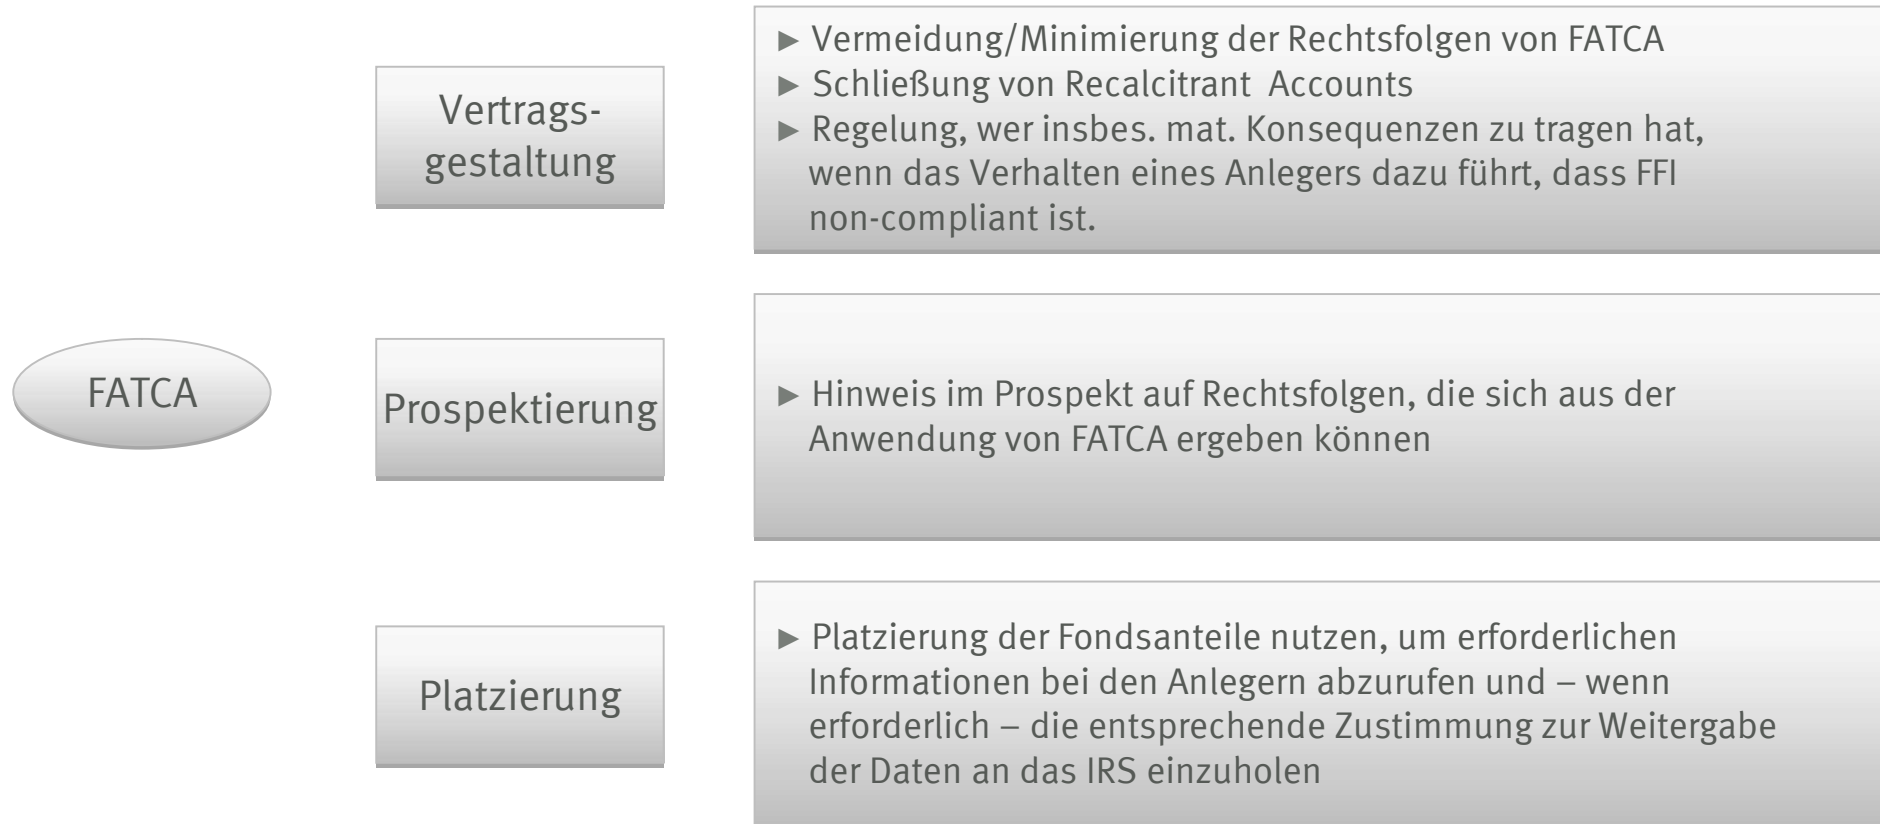 Vertrags-
gestaltung
► Vermeidung/Minimierung der Rechtsfolgen von FATCA
► Schließung von Recalcitrant  Accounts
► Regelung, wer insbes. mat. Konsequenzen zu tragen hat,
wenn das Verhalten eines Anlegers dazu führt, dass FFI
non-compliant ist.
FATCA
Prospektierung
► Hinweis im Prospekt auf Rechtsfolgen, die sich aus der
Anwendung von FATCA ergeben können
Platzierung
► Platzierung der Fondsanteile nutzen, um erforderlichen
Informationen bei den Anlegern abzurufen und – wenn
erforderlich – die entsprechende Zustimmung zur Weitergabe
der Daten an das IRS einzuholen